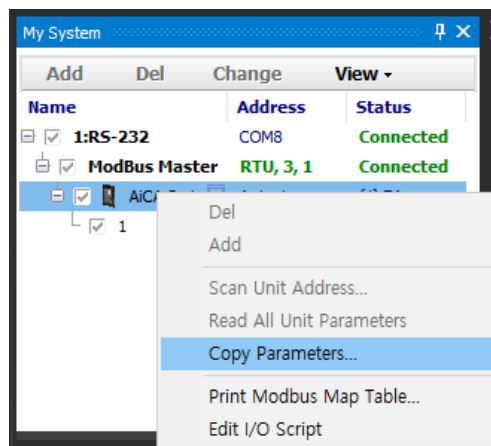 My System
Add Del Change View
Name Address Status
1:RS-232 COM8 Connected
ModBus Master RTU, 3, 1 Connected
1
Del
Add
Scan Unit Address...
Read All Unit Parameters
Copy Parameters...
Print Modbus Map Table...
Edit I/O Script